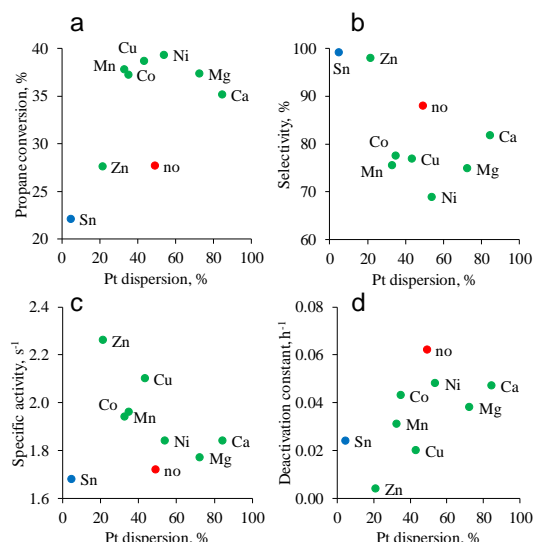 a
Propane conversion, %
40
35
30
25
20
0 20 40 60 80 100
Pt dispersion, %
Cu
Ni
Mn
Co
Mg
Ca
Zn
no
Sn
b
Selectivity, %
100
90
80
70
60
0 20 40 60 80 100
Pt dispersion, %
Sn
Zn
no
Co
Cu
Ca
Mn
Mg
Ni
c
Specific activity, s-1
2.4
2.2
2.0
1.8
1.6
0 20 40 60 80 100
Pt dispersion, %
Zn
Cu
Co
Mn
Ni
Ca
Mg
no
Sn
d
Deactivation constant, h-1
0.08
0.06
0.04
0.02
0.00
0 20 40 60 80 100
Pt dispersion, %
no
Ni
Ca
Co
Mg
Mn
Sn
Cu
Zn